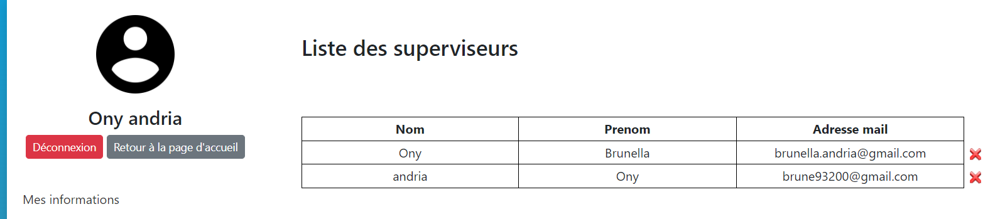 Ony andria
Déconnexion Retour à la page d'accueil
Mes informations
Liste des superviseurs
Nom Prenom Adresse mail
Ony Brunella brunella.andria@gmail.com
andria Ony brune93200@gmail.com